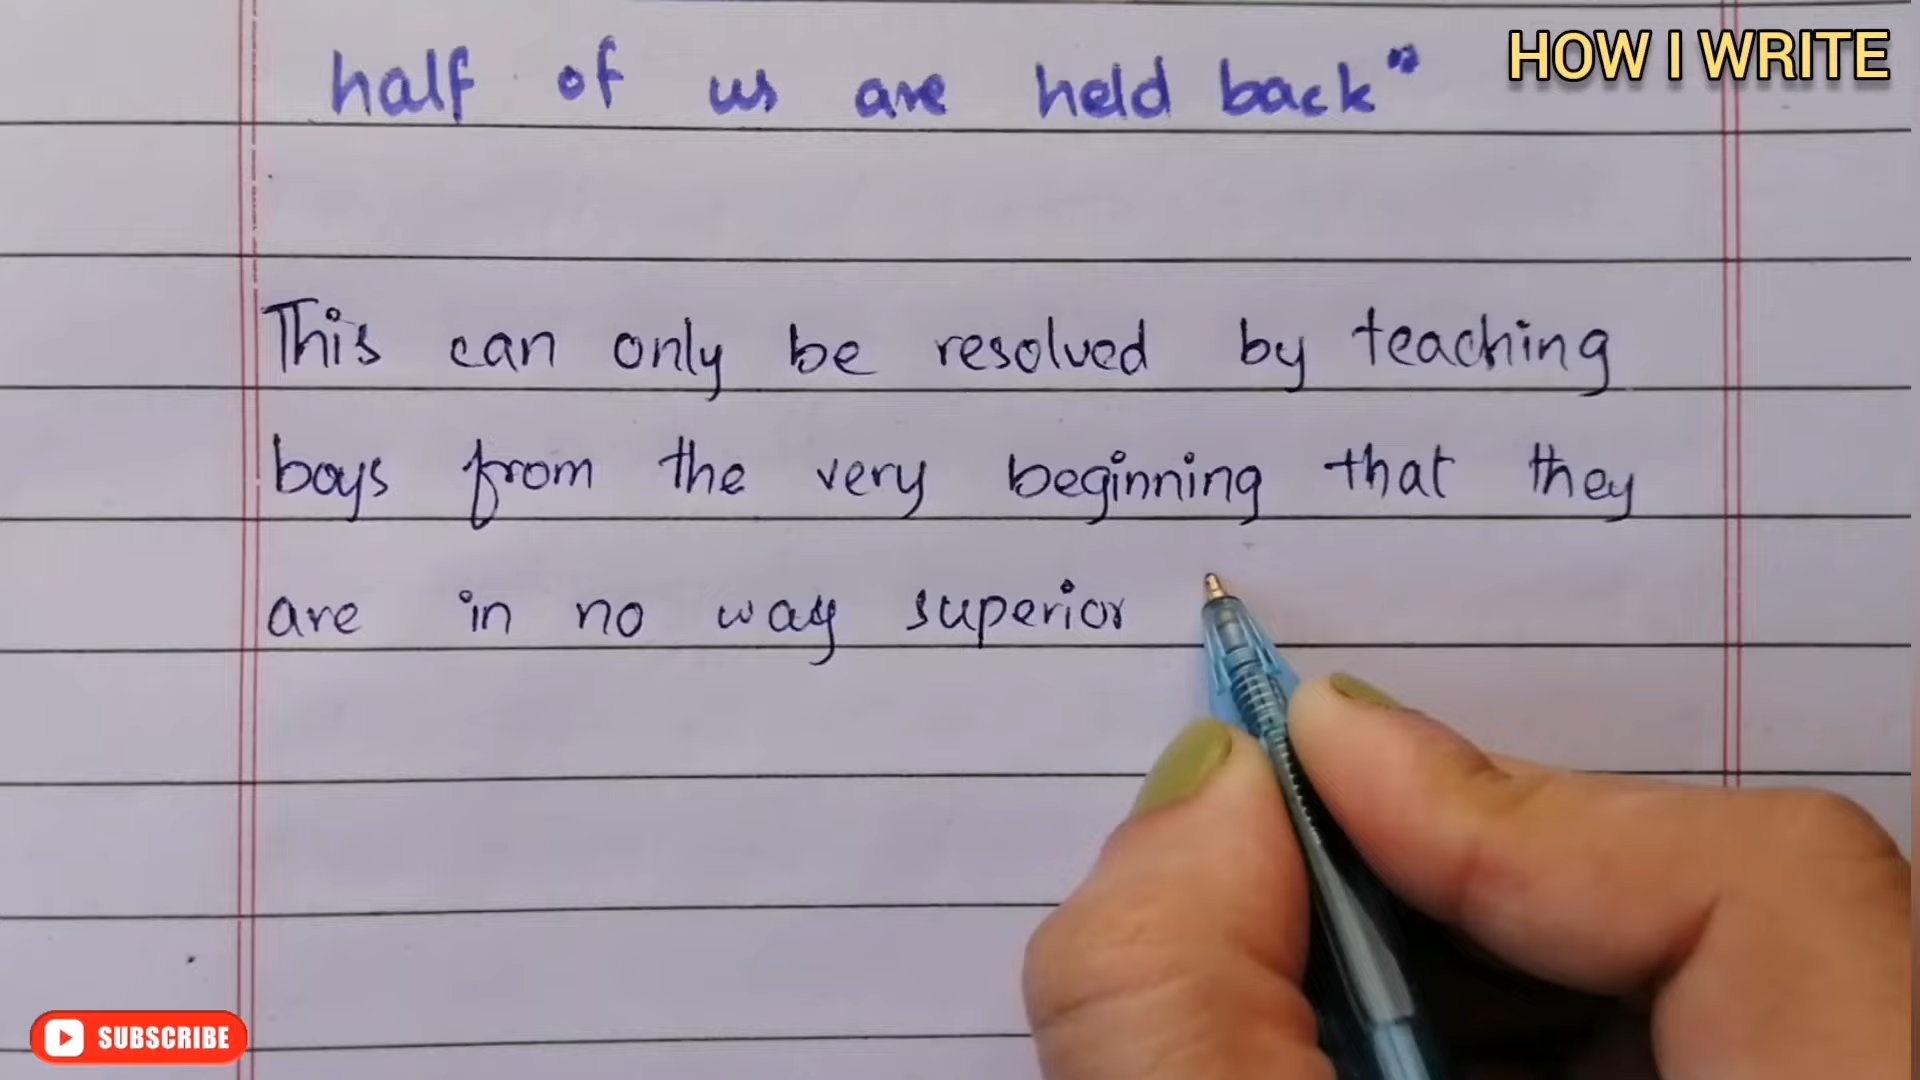 HOW I WRITE
half of us are held back"
This can only be resolved by teaching
boys from the very beginning that they
are in no way superior
SUBSCRIBE